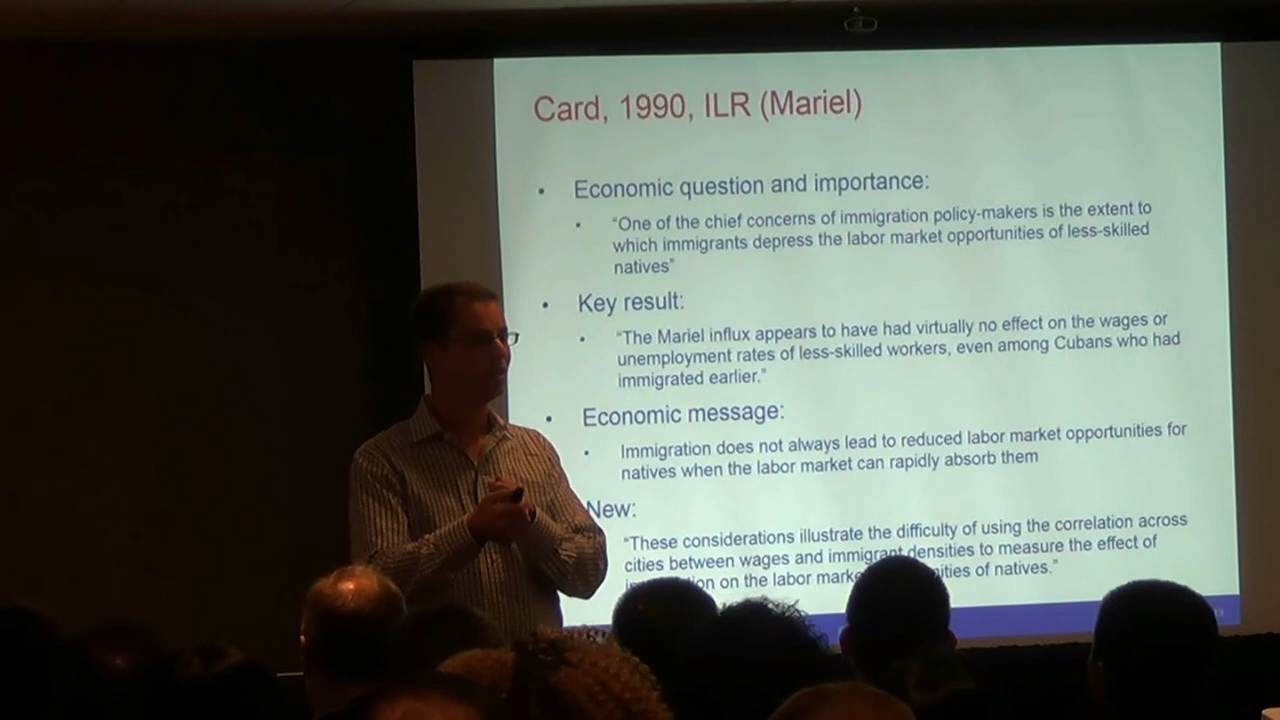 Card, 1990, ILR (Mariel)
• Economic question and importance:
• “One of the chief concerns of immigration policy-makers is the extent to
which immigrants depress the labor market opportunities of less-skilled
natives”
• Key result:
• “The Mariel influx appears to have had virtually no effect on the wages or
unemployment rates of less-skilled workers, even among Cubans who had
immigrated earlier.”
• Economic message:
• Immigration does not always lead to reduced labor market opportunities for
natives when the labor market can rapidly absorb them
New:
“These considerations illustrate the difficulty of using the correlation across
cities between wages and immigrant densities to measure the effect of
on the labor of natives.”